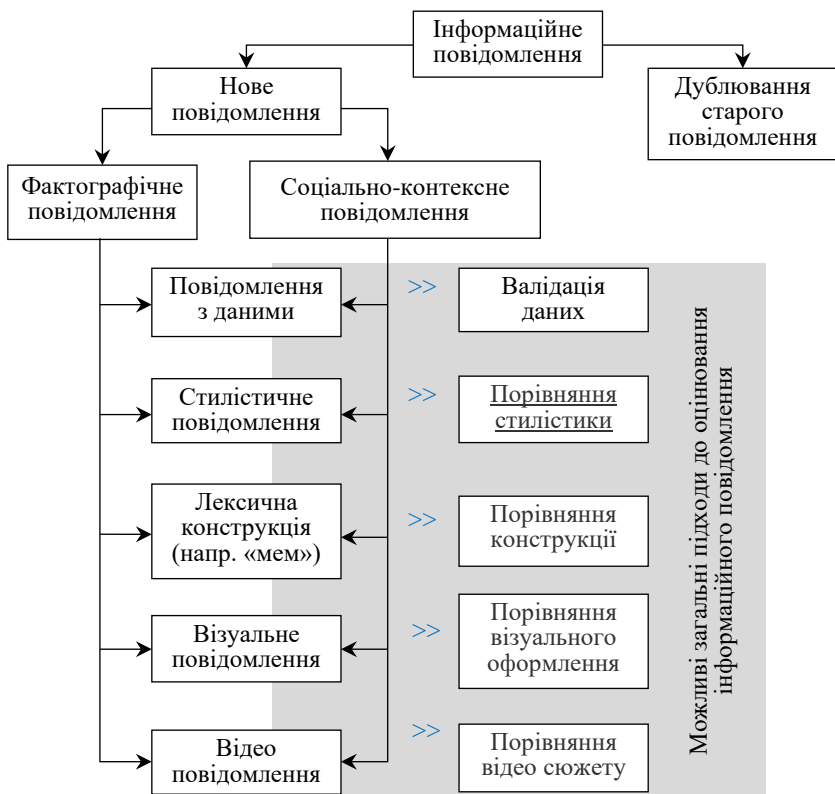 Інформаційне
повідомлення
Нове
повідомлення
Дублювання
старого
повідомлення
Фактографічне
повідомлення
Соціально-контексне
повідомлення
Повідомлення
з даними
>>
Валідація
даних
Стилістичне
повідомлення
>>
Порівняння
стилістики
Лексична
конструкція
(напр. «мем»)
>>
Порівняння
конструкції
Візуальне
повідомлення
>>
Порівняння
візуального
оформлення
Відео
повідомлення
>>
Порівняння
відео сюжету
Можливі загальні підходи до оцінювання
інформаційного повідомлення